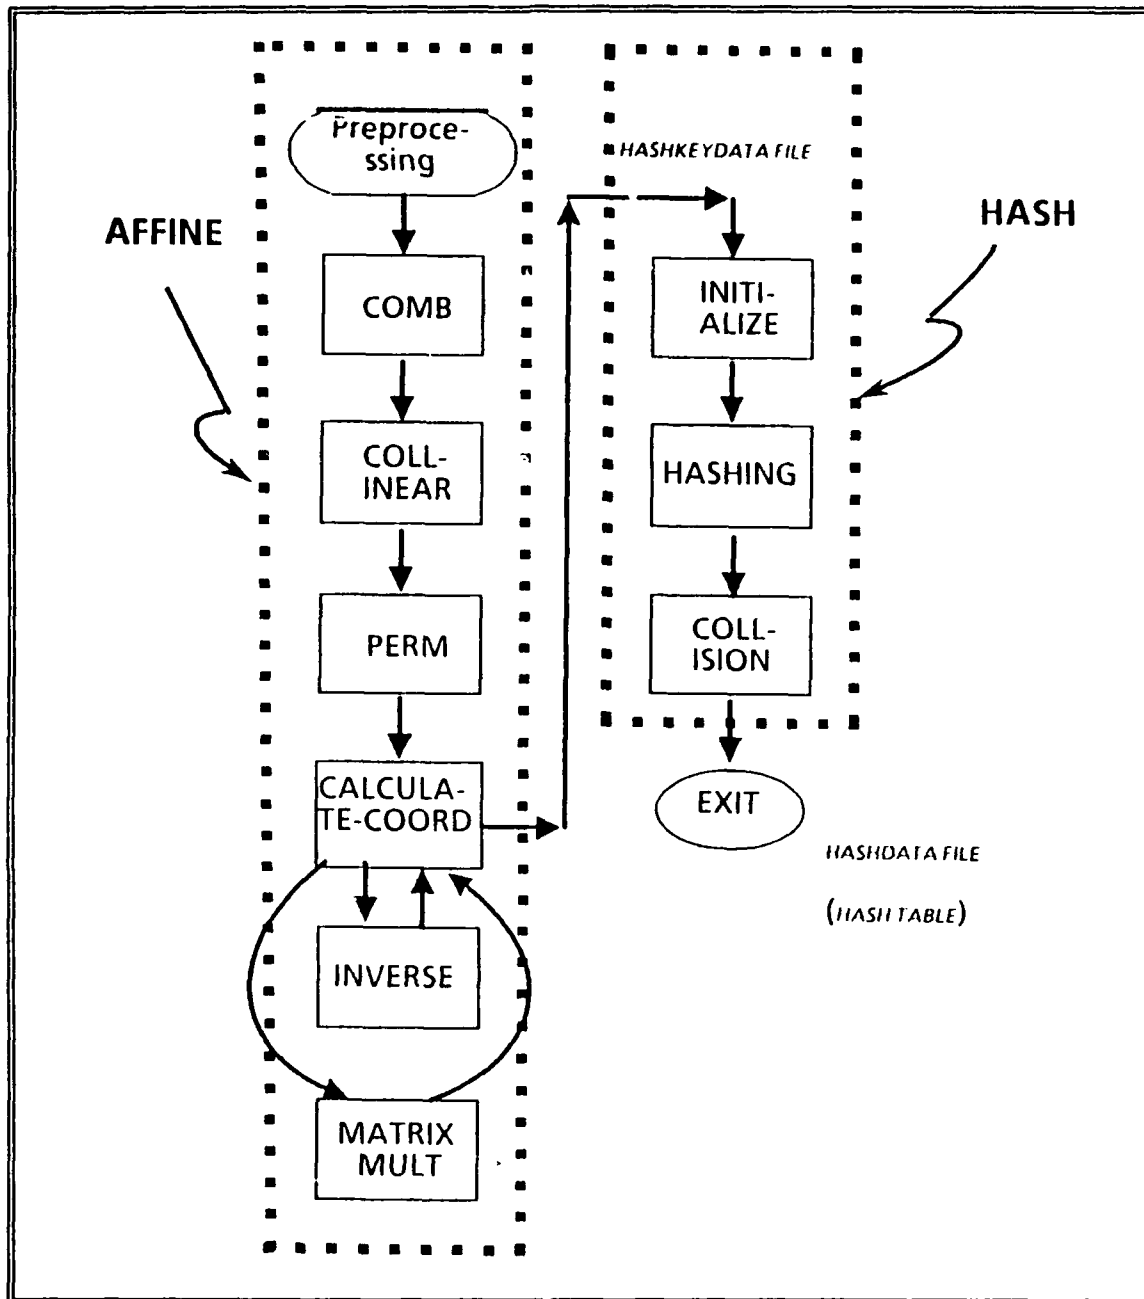 Preproce-
ssing
AFFINE
COMB
COLL-
INEAR
PERM
CALCULA-
TE-COORD
INVERSE
MATRIX
MULT
HASHKEYDATA FILE
HASH
INITI-
ALIZE
HASHING
COLL-
ISION
EXIT
HASHDATA FILE
(HASH TABLE)